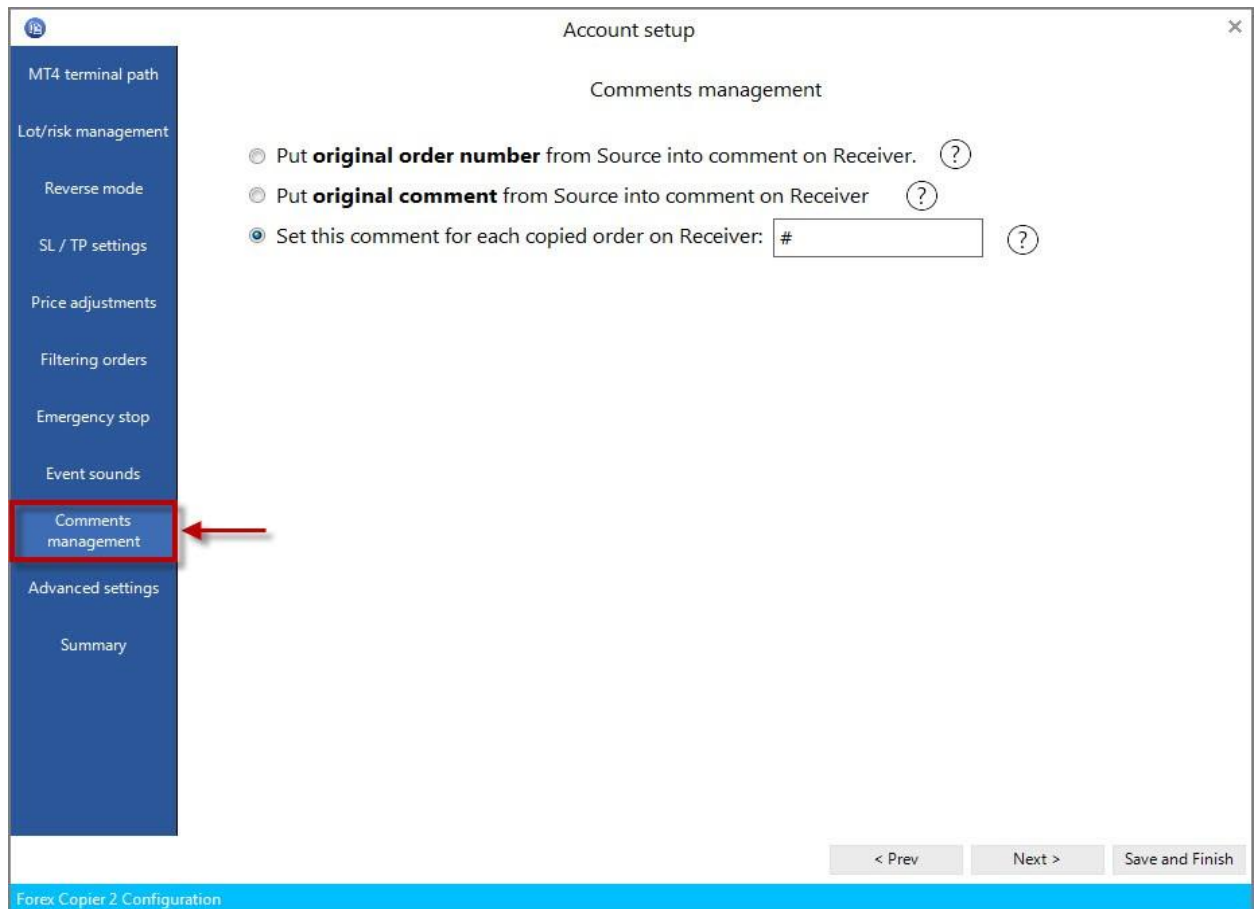 Account setup
MT4 terminal path
Lot/risk management
Reverse mode
SL / TP settings
Price adjustments
Filtering orders
Emergency stop
Event sounds
Comments
management
Advanced settings
Summary
Comments management
Put original order number from Source into comment on Receiver. ?
Put original comment from Source into comment on Receiver ?
Set this comment for each copied order on Receiver: # ?
< Prev Next > Save and Finish
Forex Copier 2 Configuration